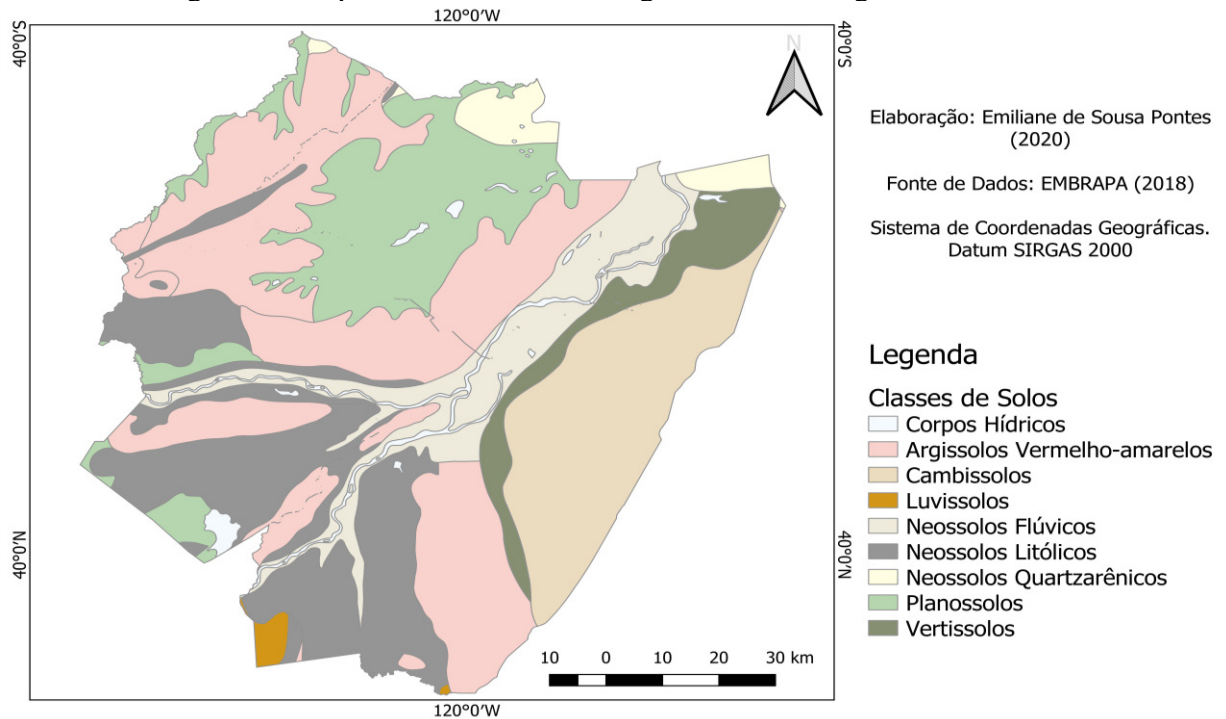 120°0'W
40°0'S
40°0'S
N
Elaboração: Emiliane de Sousa Pontes
(2020)
Fonte de Dados: EMBRAPA (2018)
Sistema de Coordenadas Geográficas.
Datum SIRGAS 2000
Legenda
Classes de Solos
Corpos Hídricos
Argissolos Vermelho-amarelos
Cambissolos
Luvissolos
Neossolos Flúvicos
Neossolos Litólicos
Neossolos Quartzarênicos
Planossolos
Vertissolos
40°0'N
40°0'N
10 0 10 20 30 km
120°0'W